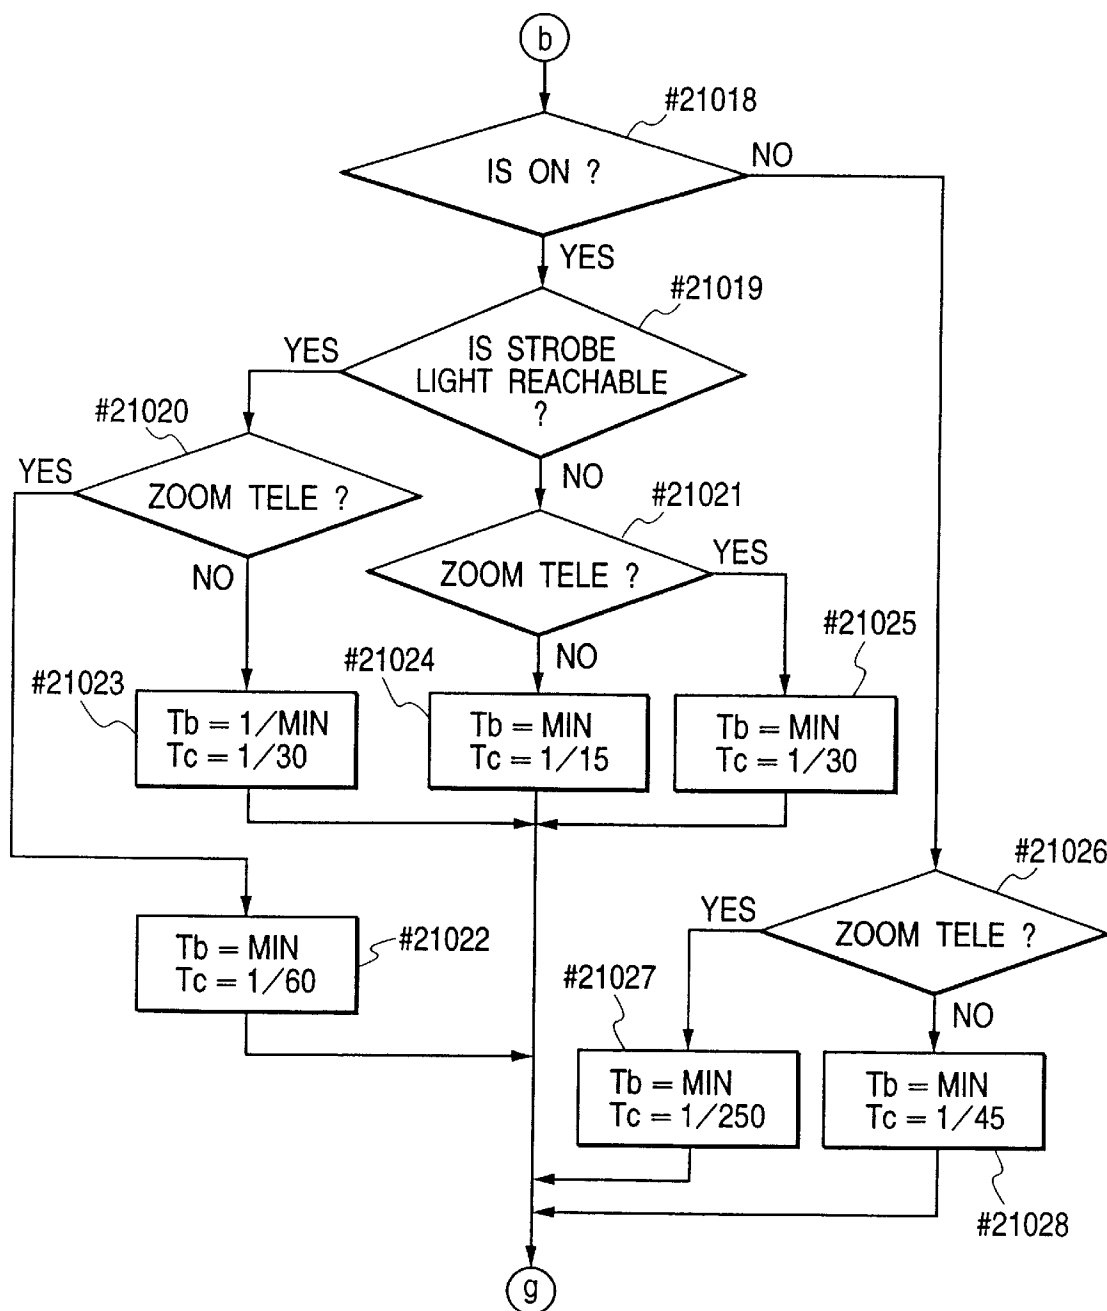 b
#21018
IS ON ?
NO
YES
#21019
IS STROBE
LIGHT REACHABLE
?
YES
NO
#21020
ZOOM TELE ?
YES
NO
#21021
ZOOM TELE ?
YES
NO
#21023
Tb = 1/MIN
Tc = 1/30
#21024
Tb = MIN
Tc = 1/15
#21025
Tb = MIN
Tc = 1/30
#21022
Tb = MIN
Tc = 1/60
#21026
ZOOM TELE ?
YES
NO
#21027
Tb = MIN
Tc = 1/250
Tb = MIN
Tc = 1/45
#21028
g